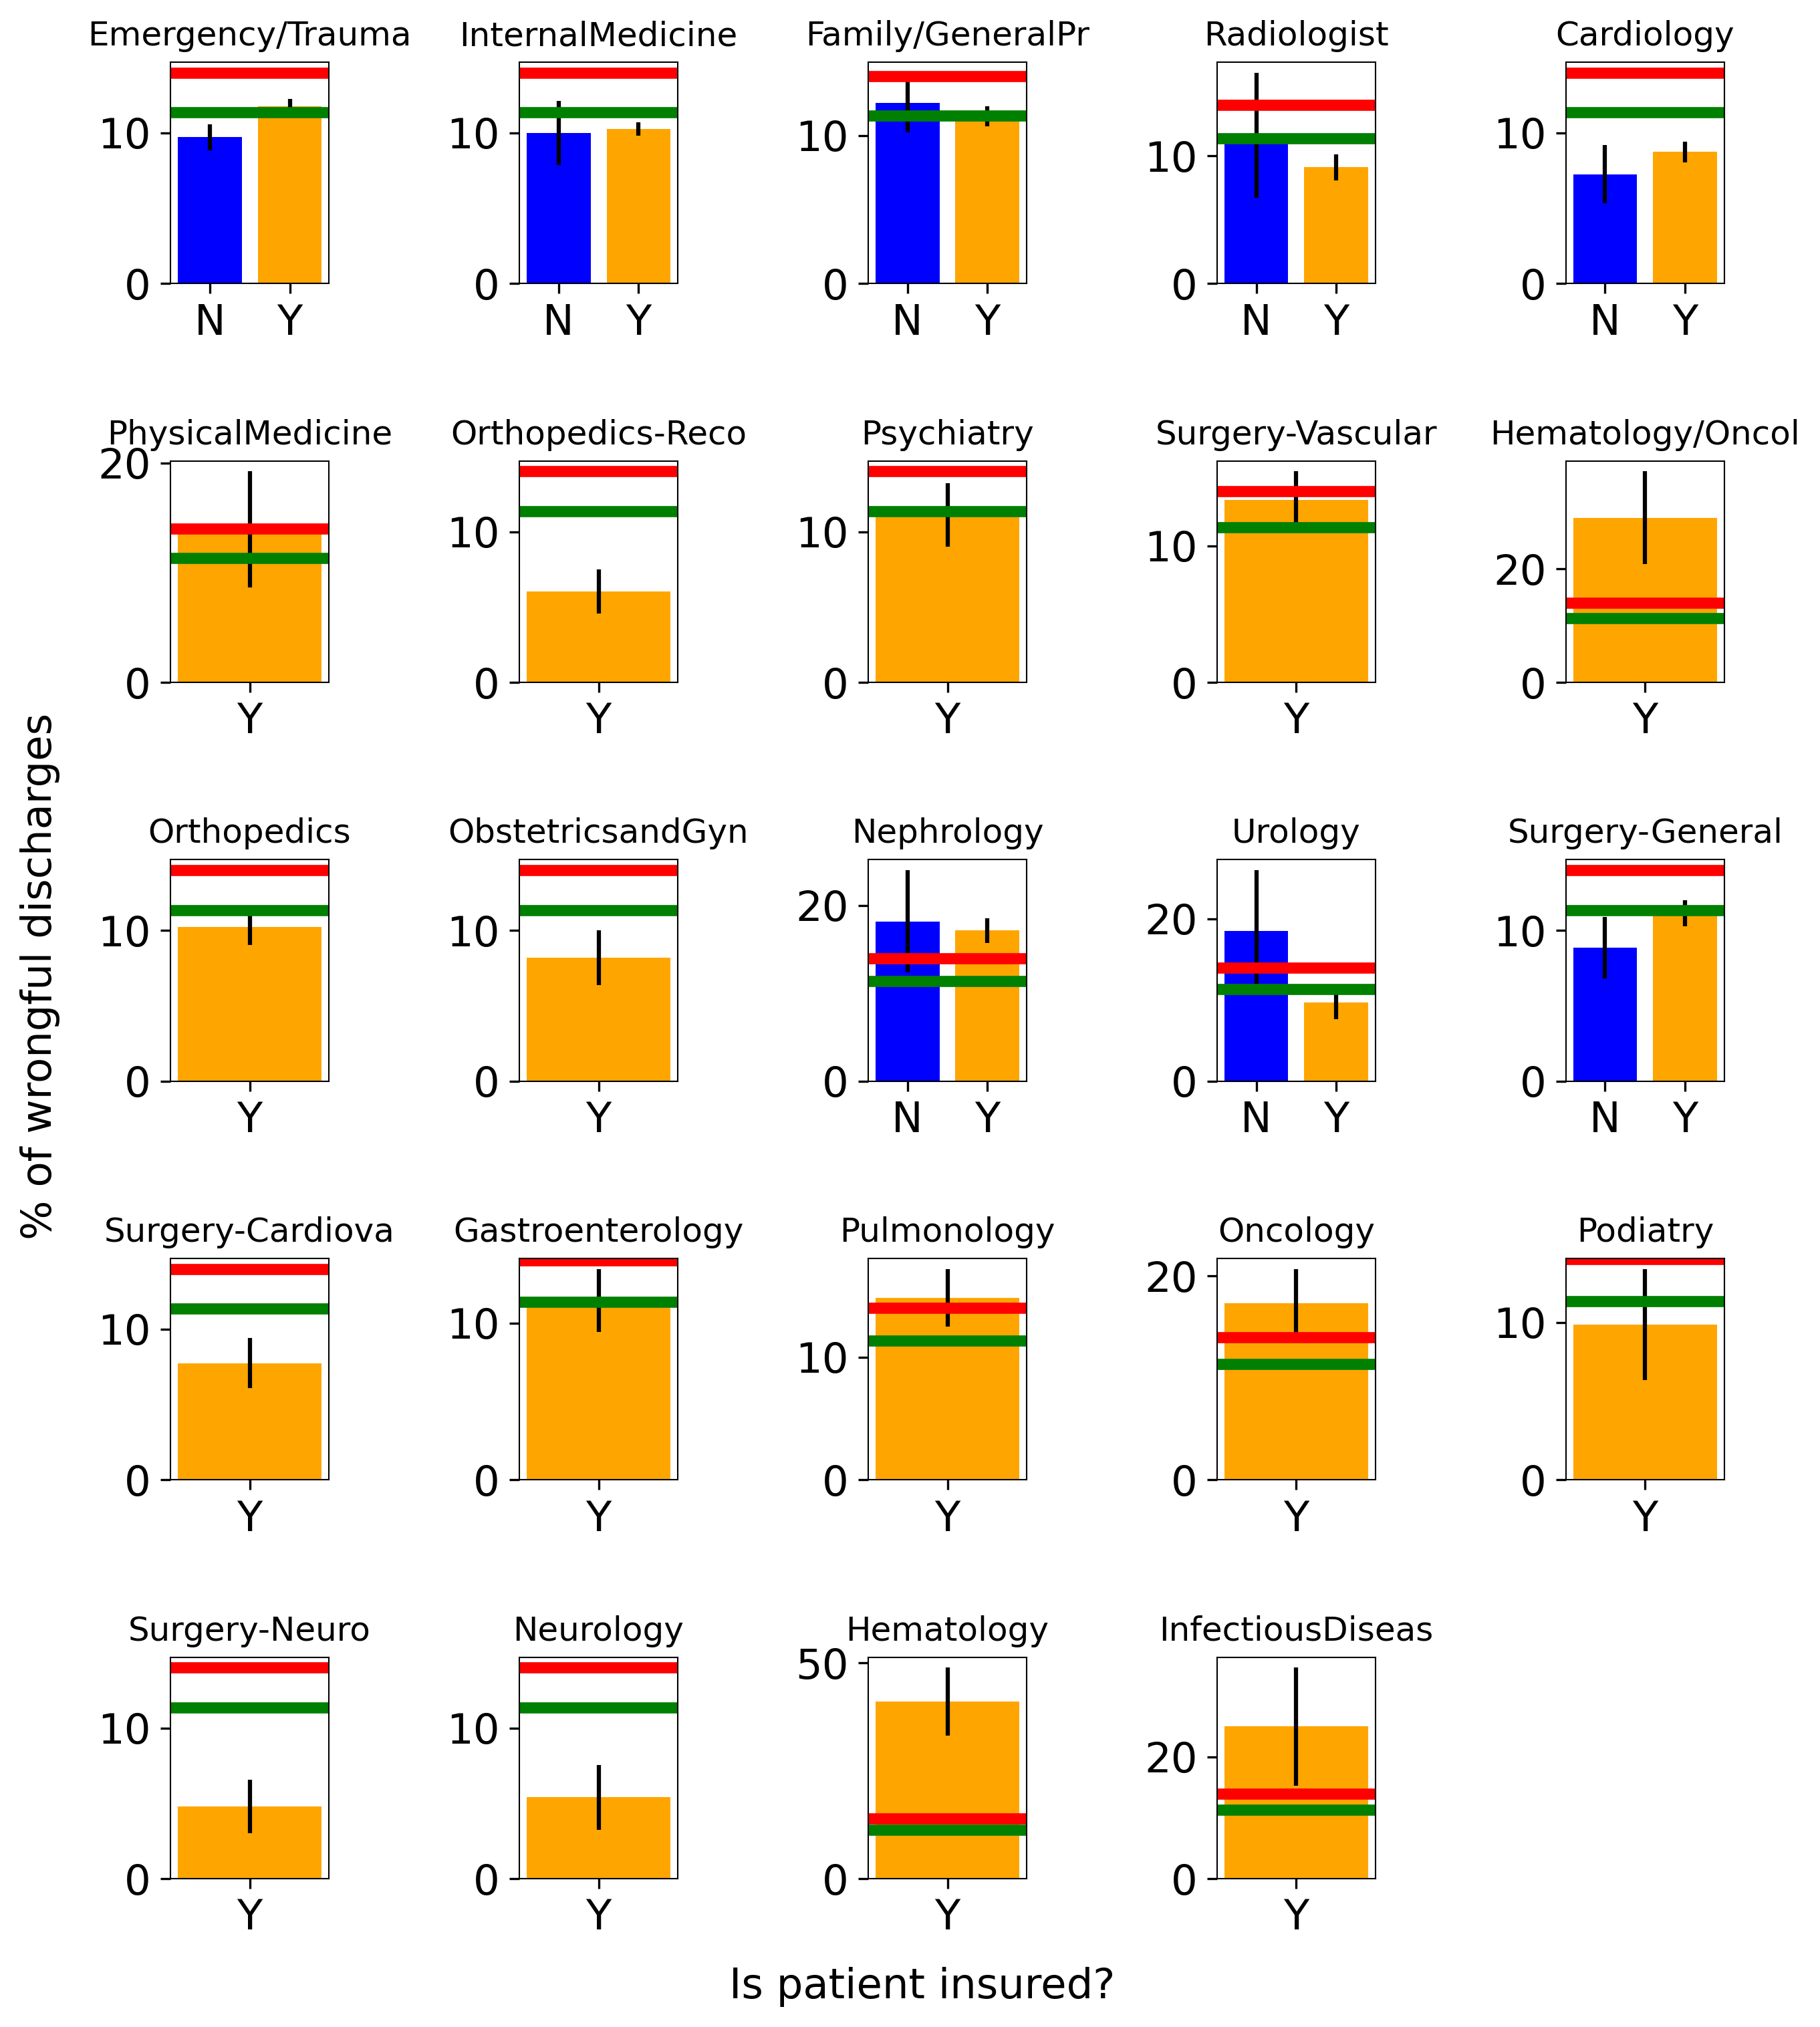 Emergency/Trauma
InternalMedicine
Family/GeneralPr
Radiologist
Cardiology
10
0
N Y
10
0
N Y
10
0
N Y
10
0
N Y
10
0
N Y
PhysicalMedicine
Orthopedics-Reco
Psychiatry
Surgery-Vascular
Hematology/Oncol
20
0
Y
10
0
Y
10
0
Y
10
0
Y
20
0
Y
% of wrongful discharges
Orthopedics
ObstetricsandGyn
Nephrology
Urology
Surgery-General
10
0
Y
10
0
Y
20
0
N Y
20
0
N Y
10
0
N Y
Surgery-Cardiova
Gastroenterology
Pulmonology
Oncology
Podiatry
10
0
Y
10
0
Y
10
0
Y
20
0
Y
10
0
Y
Surgery-Neuro
Neurology
Hematology
InfectiousDiseas
10
0
Y
10
0
Y
50
0
Y
20
0
Y
Is patient insured?